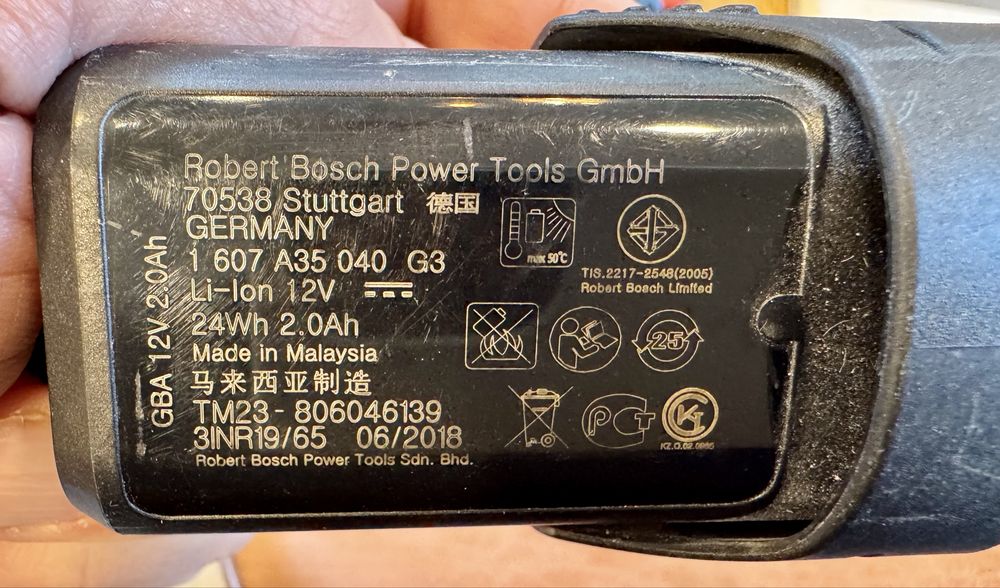 Robert Bosch Power Tools GmbH
70538 Stuttgart 德国
GERMANY
1 607 A35 040 G3
Li-Ion 12V
24Wh 2.0Ah
Made in Malaysia
马来西亚制造
TM23 - 806046139
3INR19/65 06/2018
Robert Bosch Power Tools Sdn. Bhd.
GBA 12V 2.0Ah
max 50°C
TIS.2217-2548(2005)
Robert Bosch Limited
25
PCT